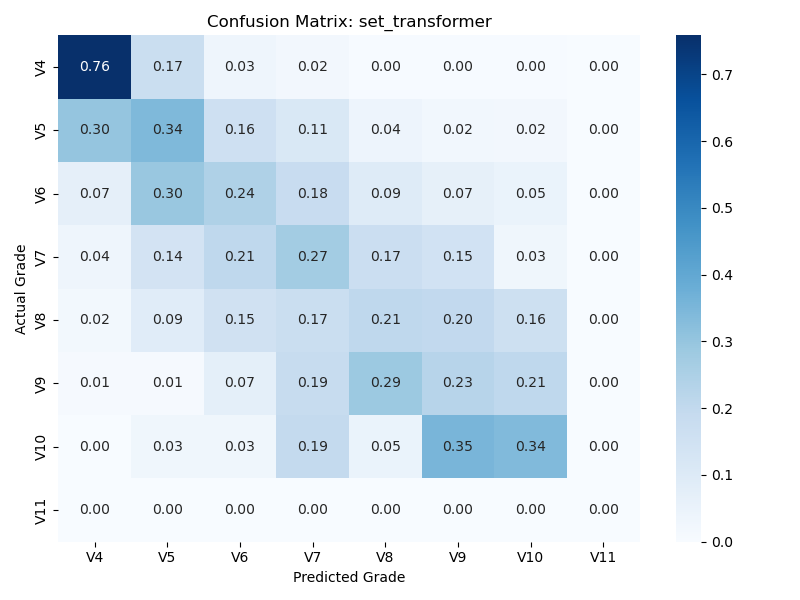 Confusion Matrix: set_transformer
Actual Grade
V4 0.76 0.17 0.03 0.02 0.00 0.00 0.00 0.00
V5 0.30 0.34 0.16 0.11 0.04 0.02 0.02 0.00
V6 0.07 0.30 0.24 0.18 0.09 0.07 0.05 0.00
V7 0.04 0.14 0.21 0.27 0.17 0.15 0.03 0.00
V8 0.02 0.09 0.15 0.17 0.21 0.20 0.16 0.00
V9 0.01 0.01 0.07 0.19 0.29 0.23 0.21 0.00
V10 0.00 0.03 0.03 0.19 0.05 0.35 0.34 0.00
V11 0.00 0.00 0.00 0.00 0.00 0.00 0.00 0.00
V4 V5 V6 V7 V8 V9 V10 V11
Predicted Grade
0.7
0.6
0.5
0.4
0.3
0.2
0.1
0.0